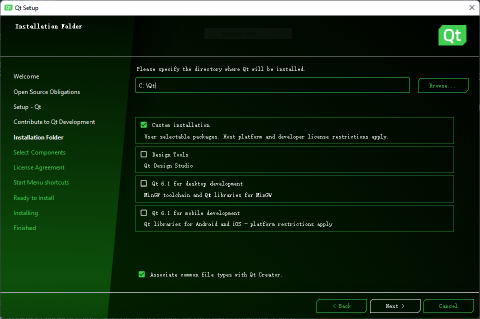 Qt Setup
Installation Folder
Qt
Welcome
Open Source Obligations
Setup - Qt
Contribute to Qt Development
Installation Folder
Select Components
License Agreement
Start Menu shortcuts
Ready to Install
Installing
Finished
Please specify the directory where Qt will be installed.
C:\Qt
Browse...
Custom installation
User selectable packages. Host platform and developer license restrictions apply.
Design Tools
Qt Design Studio
Qt 6.1 for desktop development
MinGW toolchain and Qt libraries for MinGW
Qt 6.1 for mobile development
Qt libraries for Android and iOS - platform restrictions apply
Associate common file types with Qt Creator.
< Back
Next >
Cancel